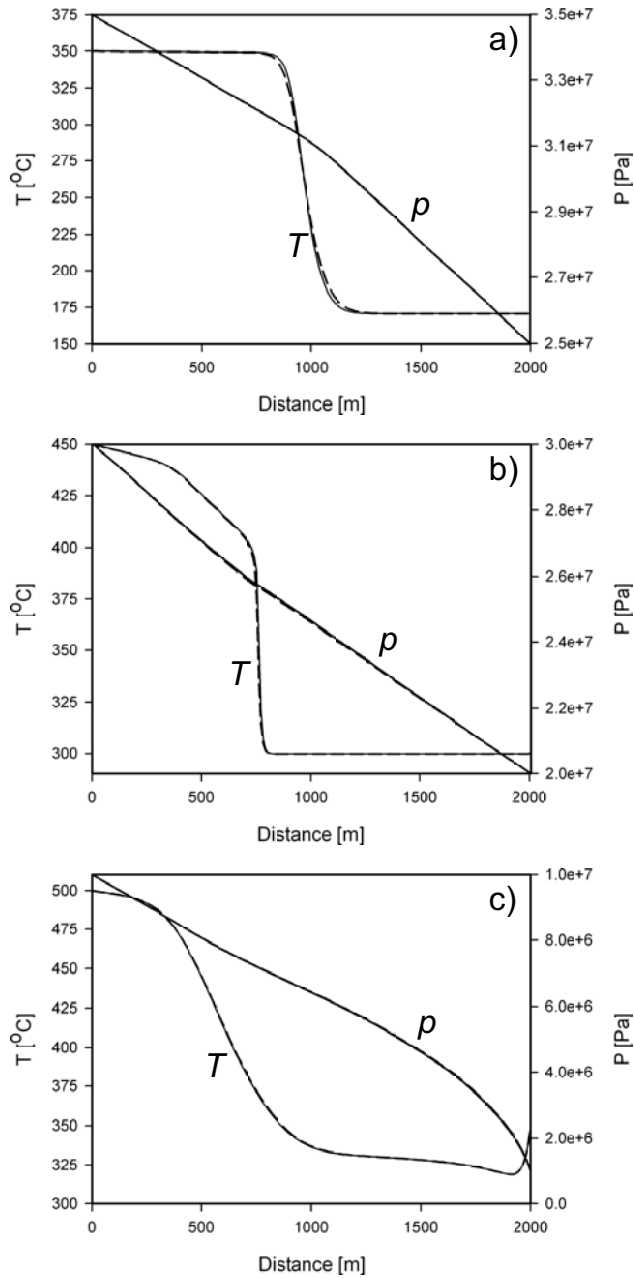 a)
375
350
325
300
275
250
225
200
175
150
T [°C]
3.5e+7
3.3e+7
3.1e+7
2.9e+7
2.7e+7
2.5e+7
P [Pa]
p
T
0 500 1000 1500 2000
Distance [m]
b)
450
425
400
375
350
325
300
T [°C]
3.0e+7
2.8e+7
2.6e+7
2.4e+7
2.2e+7
2.0e+7
P [Pa]
p
T
0 500 1000 1500 2000
Distance [m]
c)
500
475
450
425
400
375
350
325
300
T [°C]
1.0e+7
8.0e+6
6.0e+6
4.0e+6
2.0e+6
0.0
P [Pa]
p
T
0 500 1000 1500 2000
Distance [m]